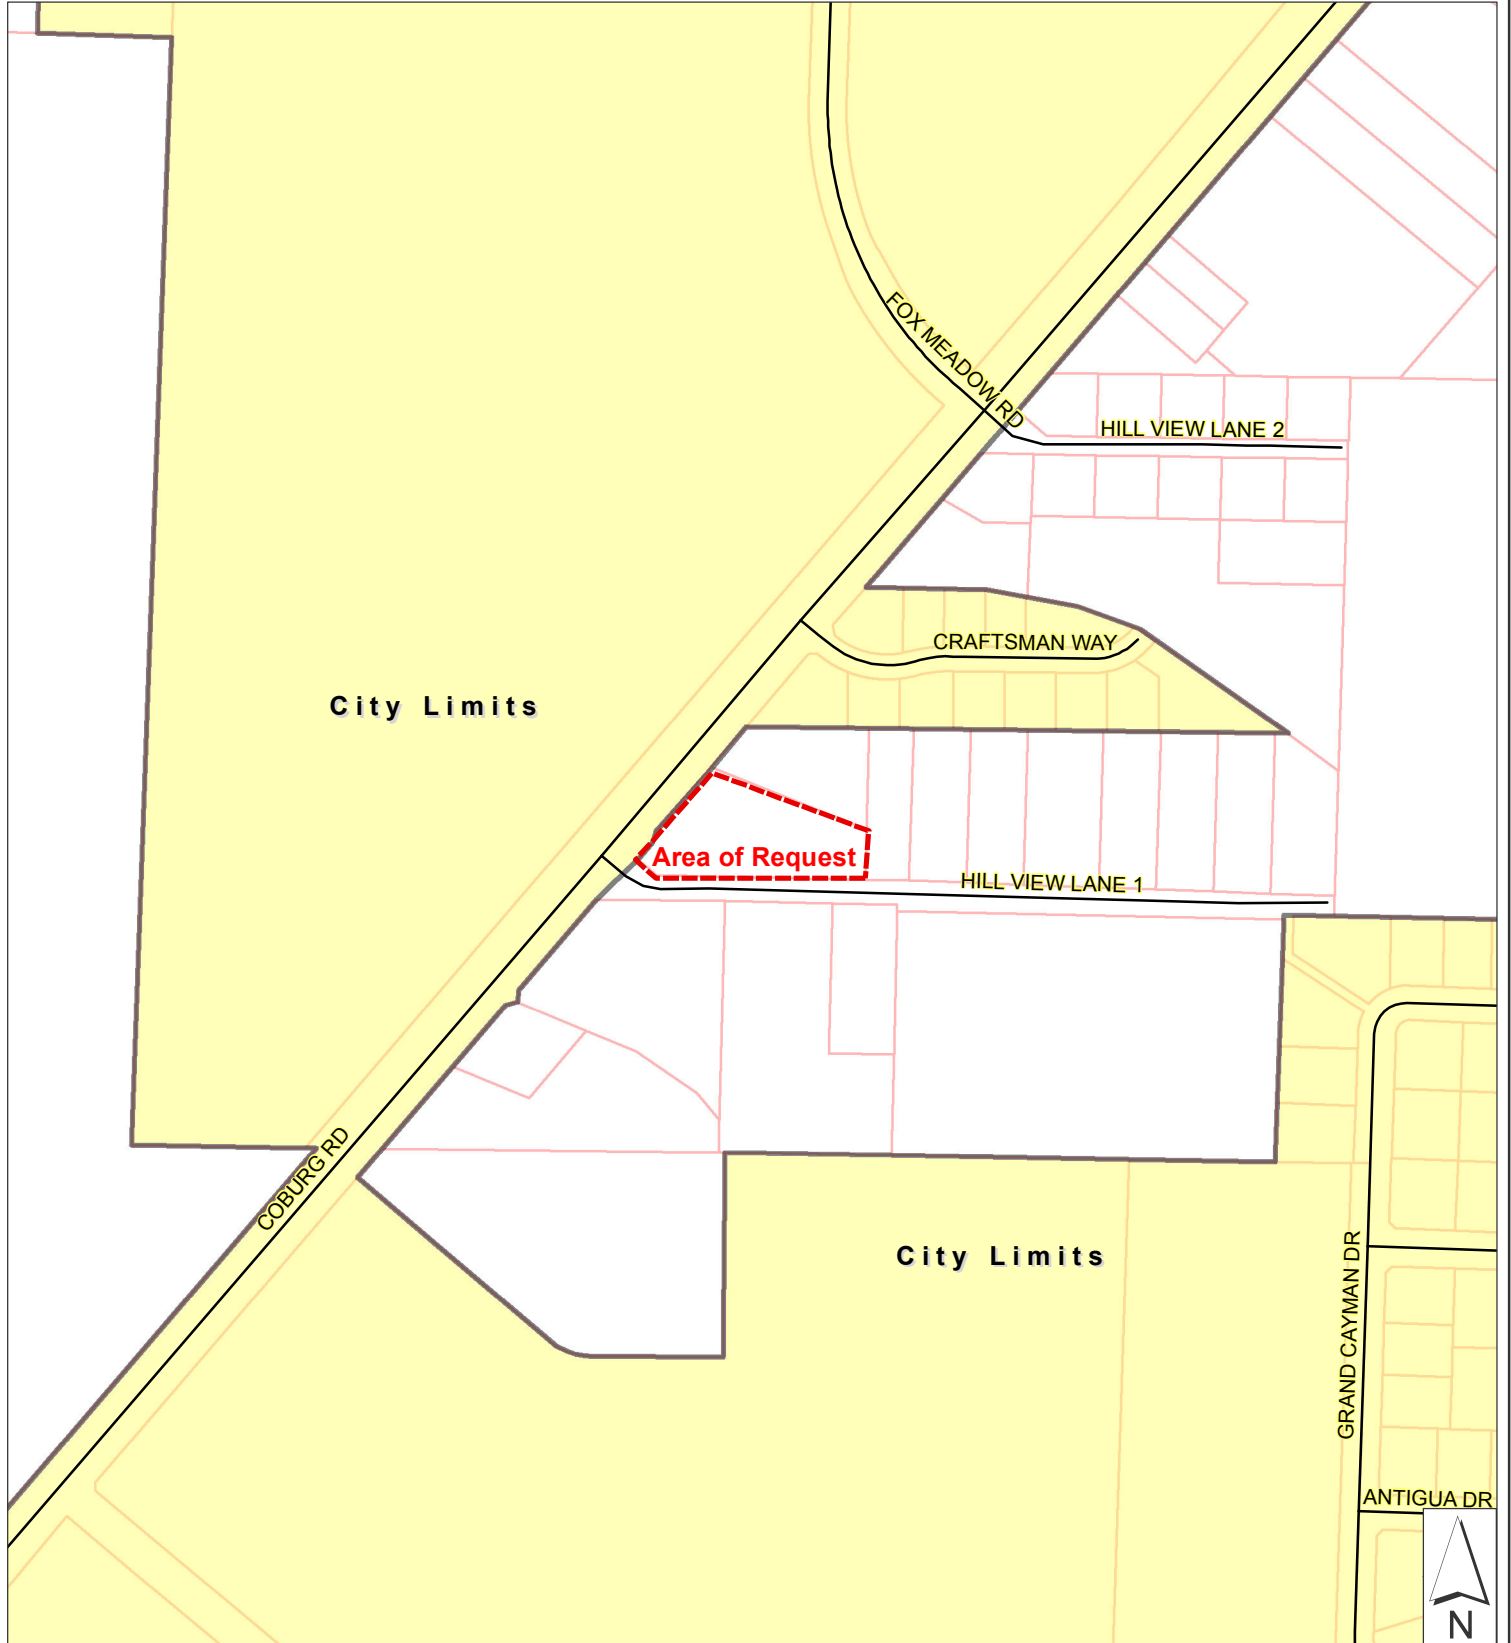 FOX MEADOW RD
HILL VIEW LANE 2
CRAFTSMAN WAY
City Limits
Area of Request
HILL VIEW LANE 1
COBURG RD
City Limits
GRAND CAYMAN DR
ANTIGUA DR
N